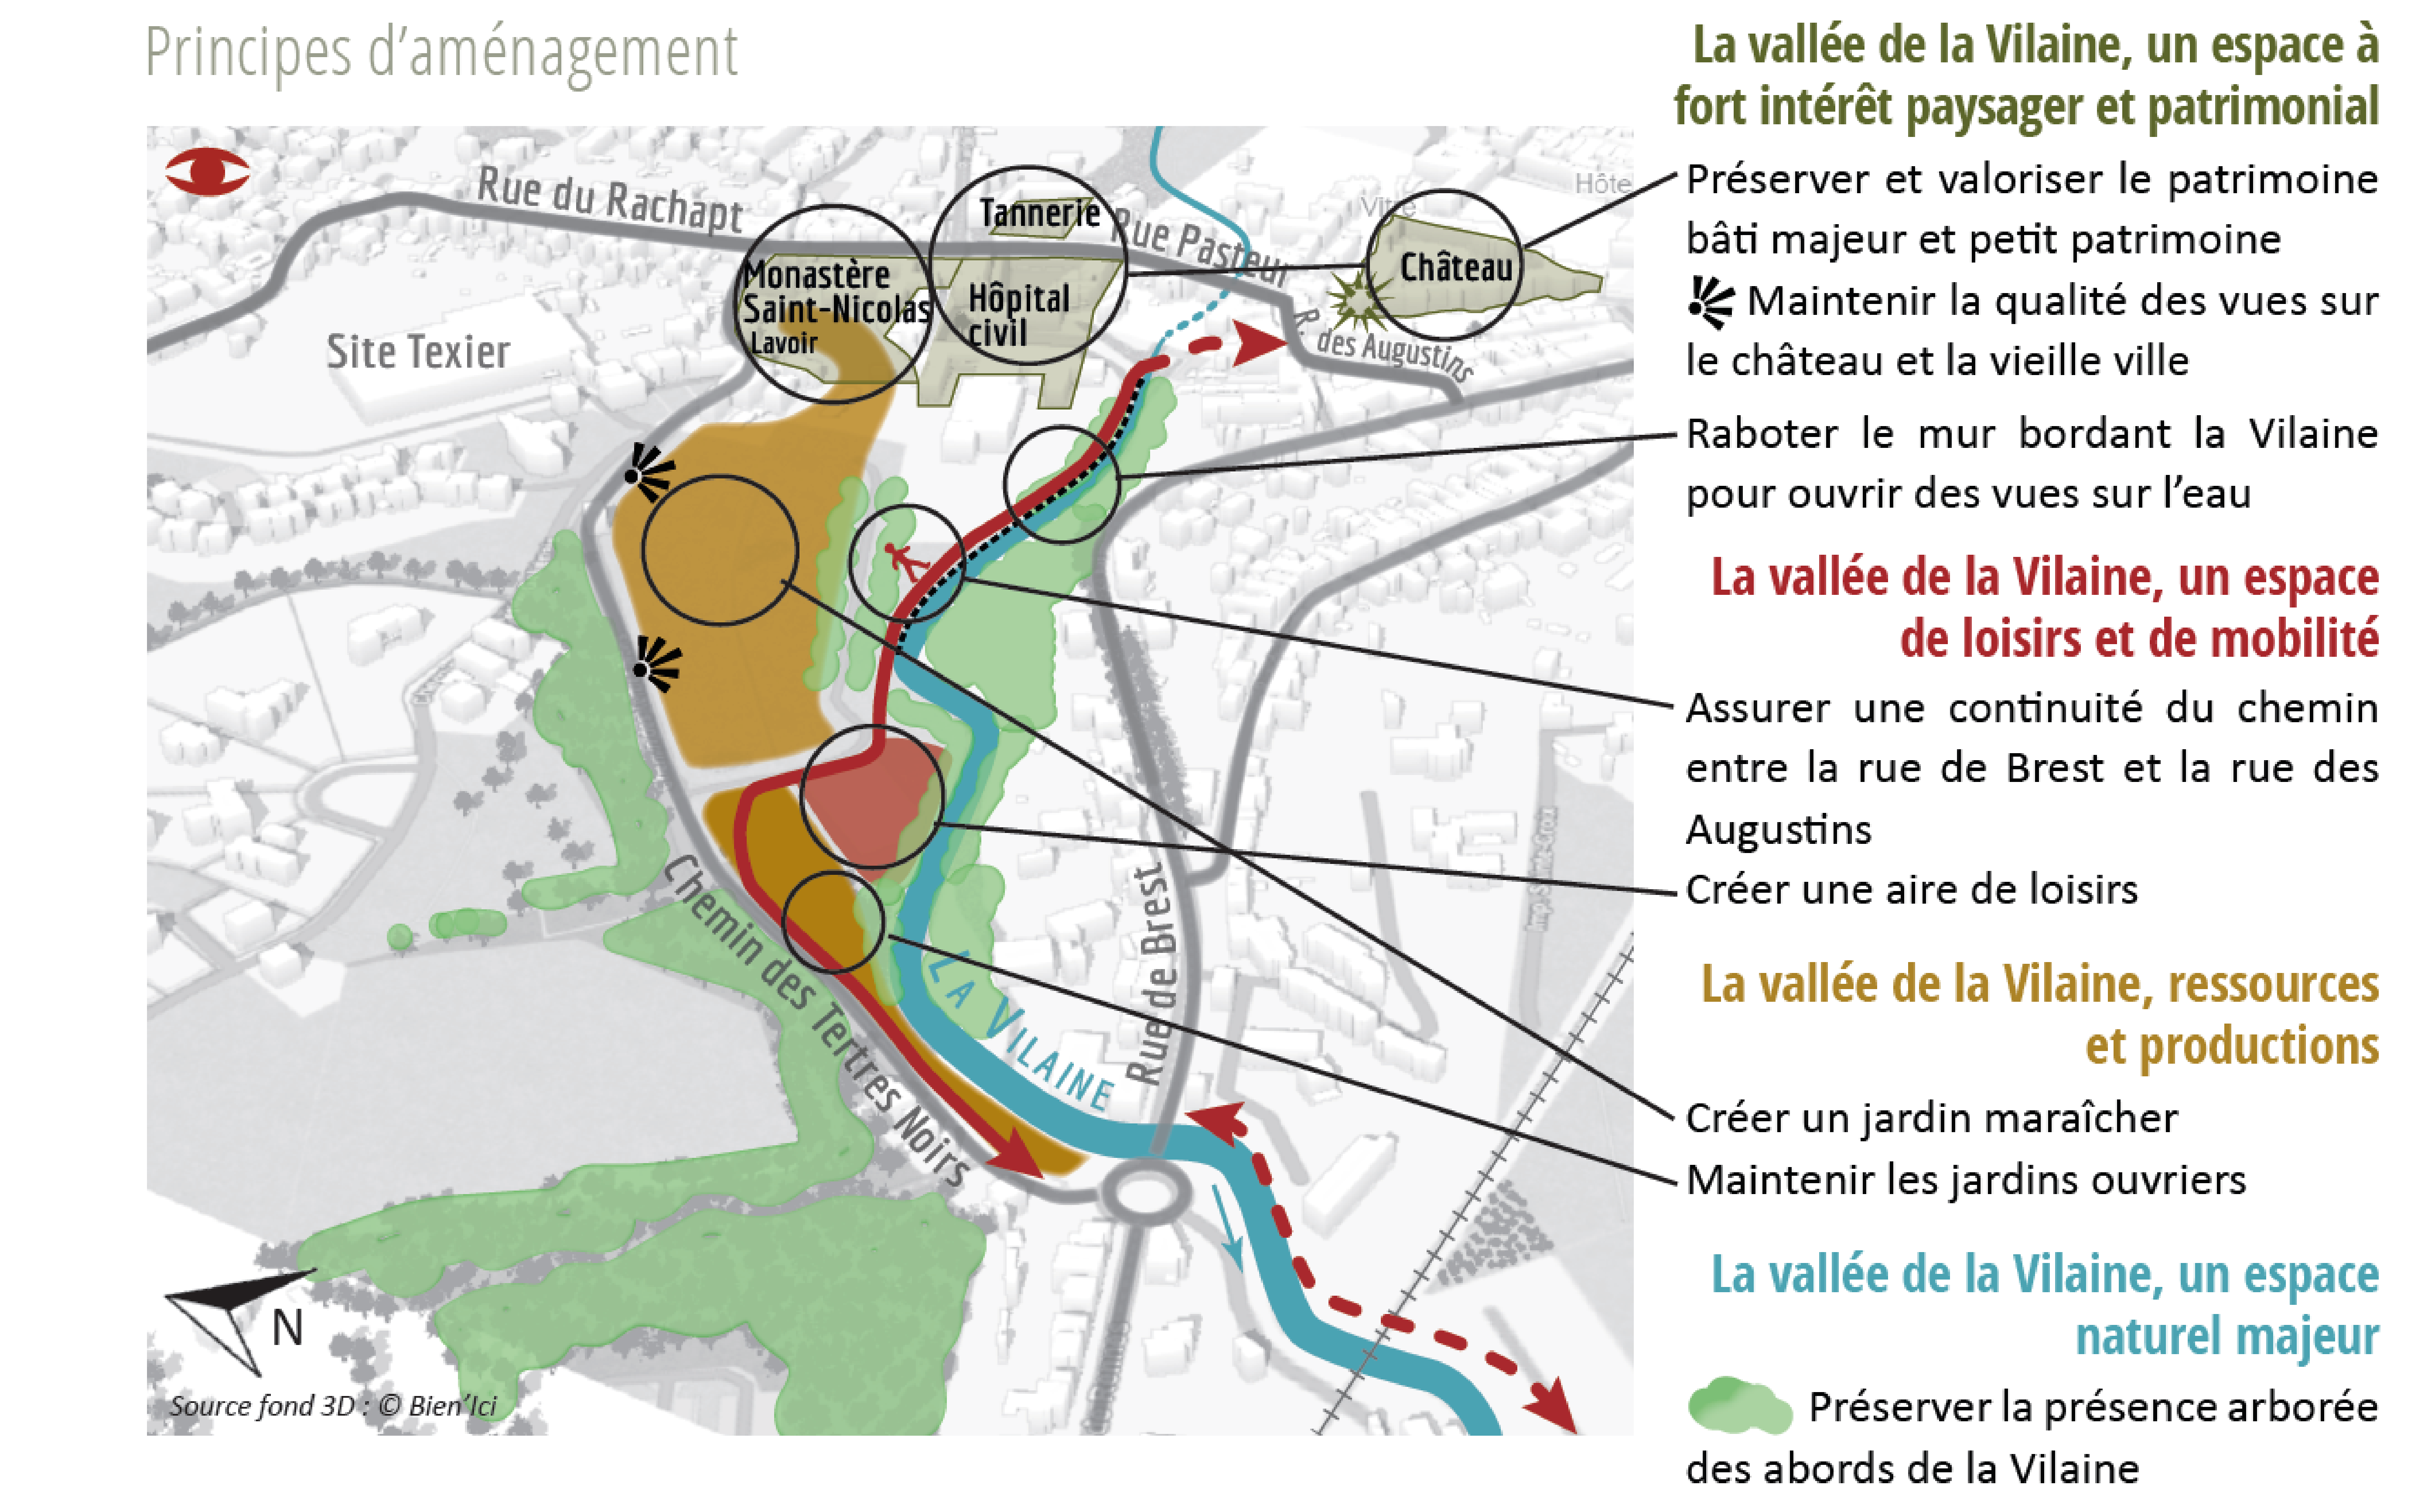 Principes d’aménagement
Rue du Rachapt
Tannerie
Rue Pasteur
Vitré
Hôte
Monastère
Saint-Nicolas
Lavoir
Hôpital
civil
Château
R. des Augustins
Site Texier
Chemin des Tertres Noirs
LA VILAINE
Rue de Brest
N
Source fond 3D : © Bien’Ici
La vallée de la Vilaine, un espace à
fort intérêt paysager et patrimonial
Préserver et valoriser le patrimoine
bâti majeur et petit patrimoine
Maintenir la qualité des vues sur
le château et la vieille ville
Raboter le mur bordant la Vilaine
pour ouvrir des vues sur l’eau
La vallée de la Vilaine, un espace
de loisirs et de mobilité
Assurer une continuité du chemin
entre la rue de Brest et la rue des
Augustins
Créer une aire de loisirs
La vallée de la Vilaine, ressources
et productions
Créer un jardin maraîcher
Maintenir les jardins ouvriers
La vallée de la Vilaine, un espace
naturel majeur
Préserver la présence arborée
des abords de la Vilaine